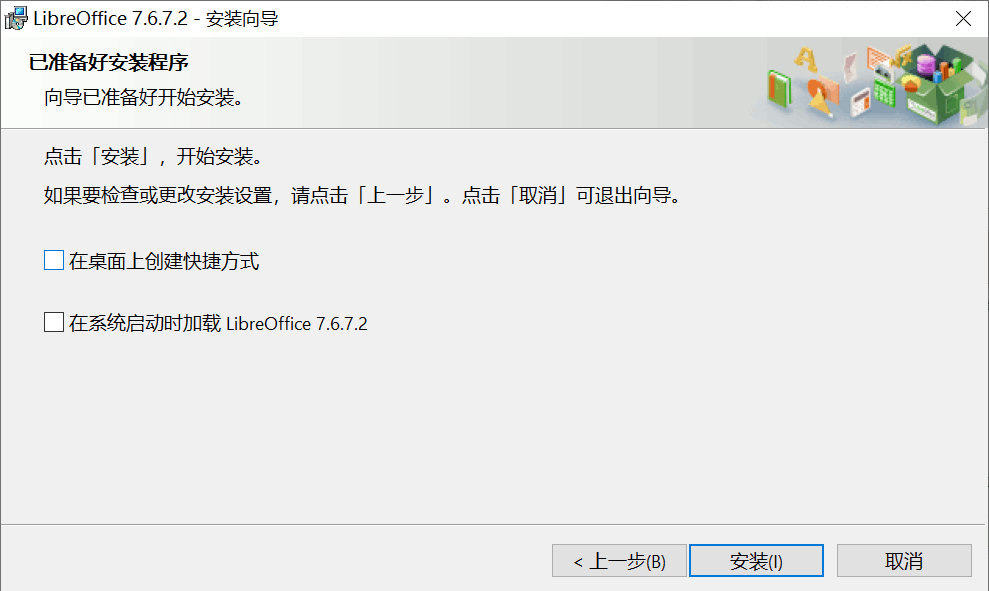 LibreOffice 7.6.7.2 - 安装向导
已准备好安装程序
向导已准备好开始安装。
点击「安装」，开始安装。
如果要检查或更改安装设置，请点击「上一步」。点击「取消」可退出向导。
在桌面上创建快捷方式
在系统启动时加载 LibreOffice 7.6.7.2
< 上一步(B)
安装(I)
取消